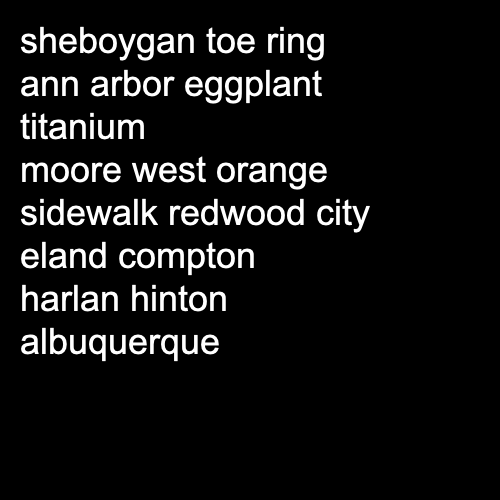 sheboygan toe ring
ann arbor eggplant
titanium
moore west orange
sidewalk redwood city
eland compton
harlan hinton
albuquerque